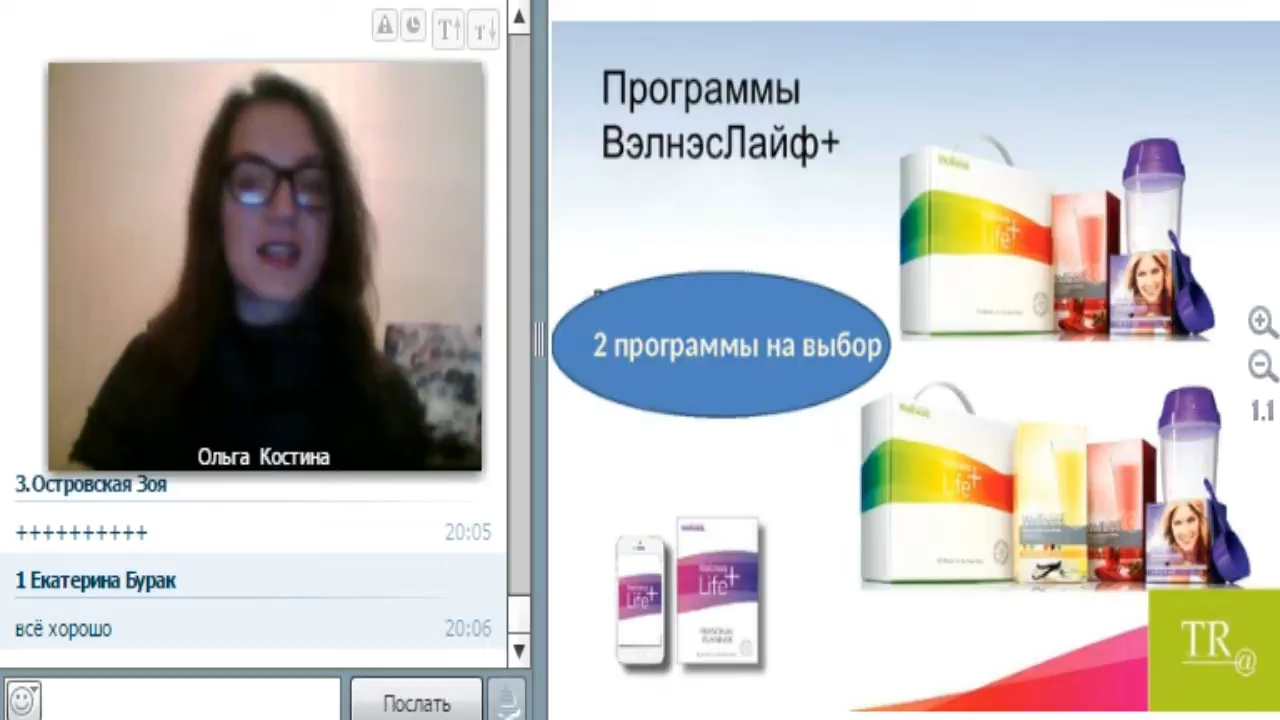 Ольга Костина
3.Островская Зоя
++++++++++ 20:05
1 Екатерина Бурак
всё хорошо 20:06
Послать
Программы
ВэлнэсЛайф+
2 программы на выбор
Life+
Life+
Life+
Life+
1.1
TR@